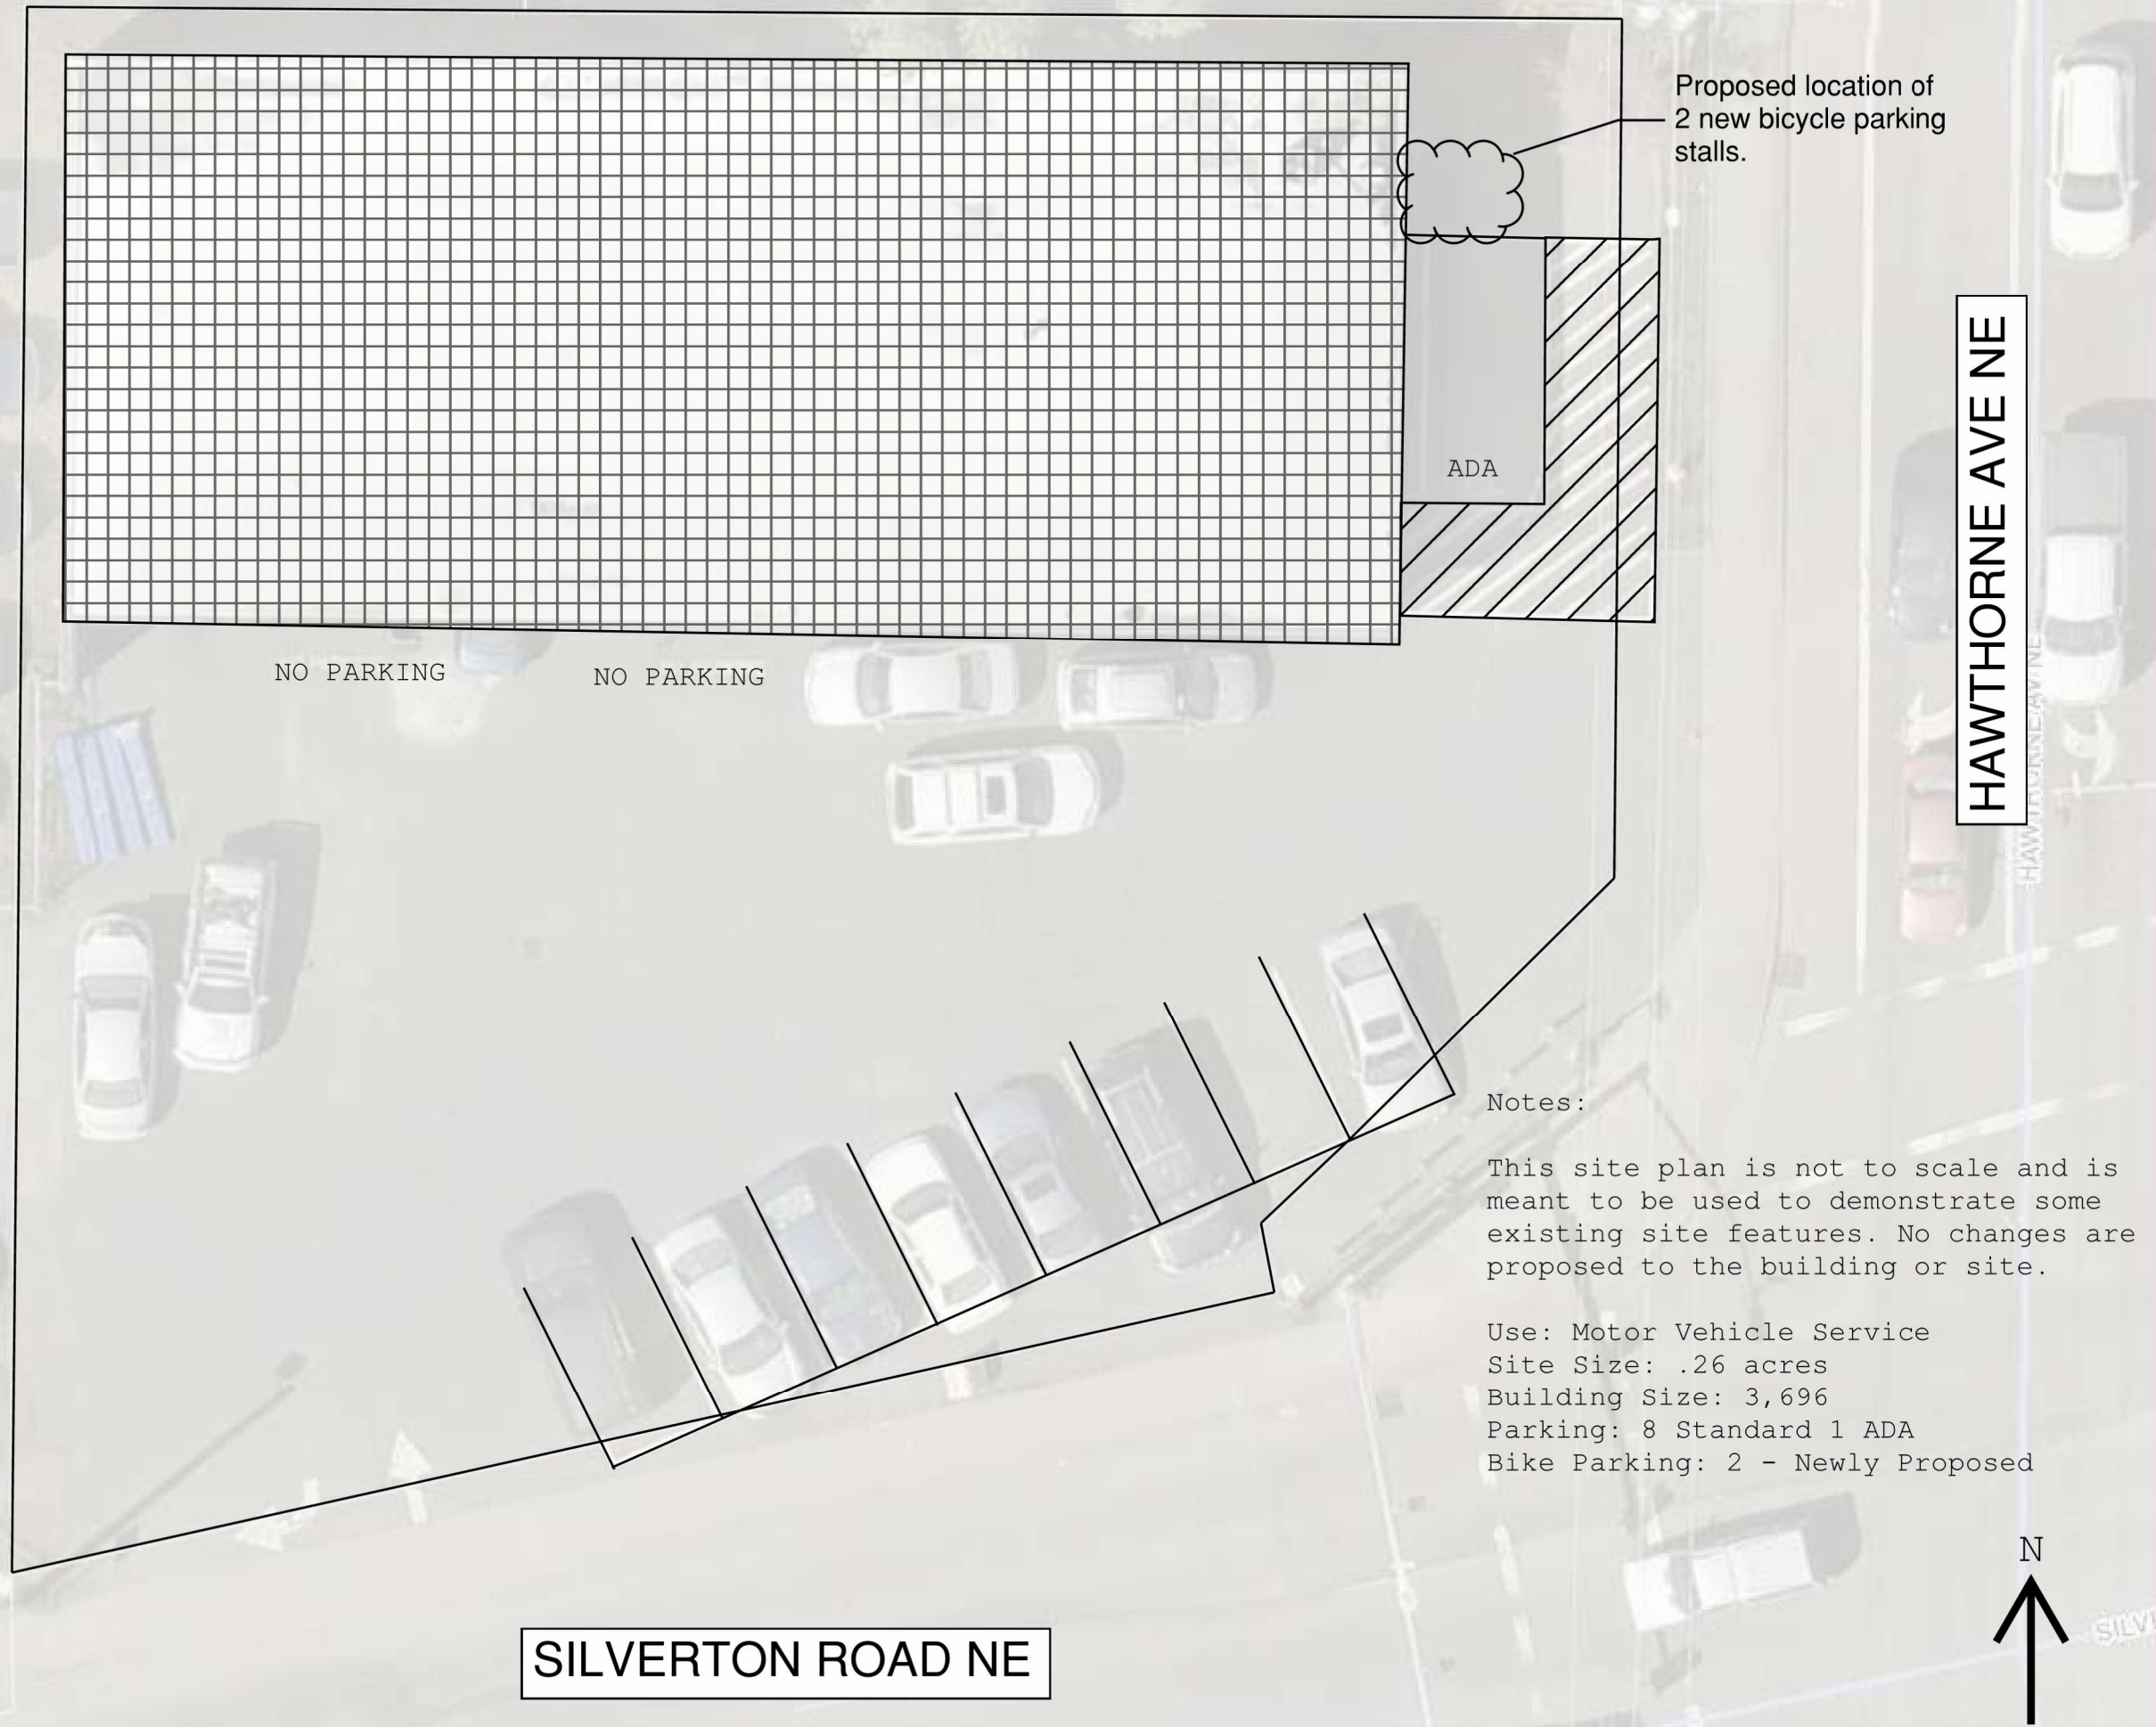 Proposed location of
2 new bicycle parking
stalls.
HAWTHORNE AVE NE
ADA
NO PARKING
NO PARKING
HAWTHORNE AV NE
Notes:
This site plan is not to scale and is
meant to be used to demonstrate some
existing site features. No changes are
proposed to the building or site.
Use: Motor Vehicle Service
Site Size: .26 acres
Building Size: 3,696
Parking: 8 Standard 1 ADA
Bike Parking: 2 - Newly Proposed
N
SILVERTON ROAD NE